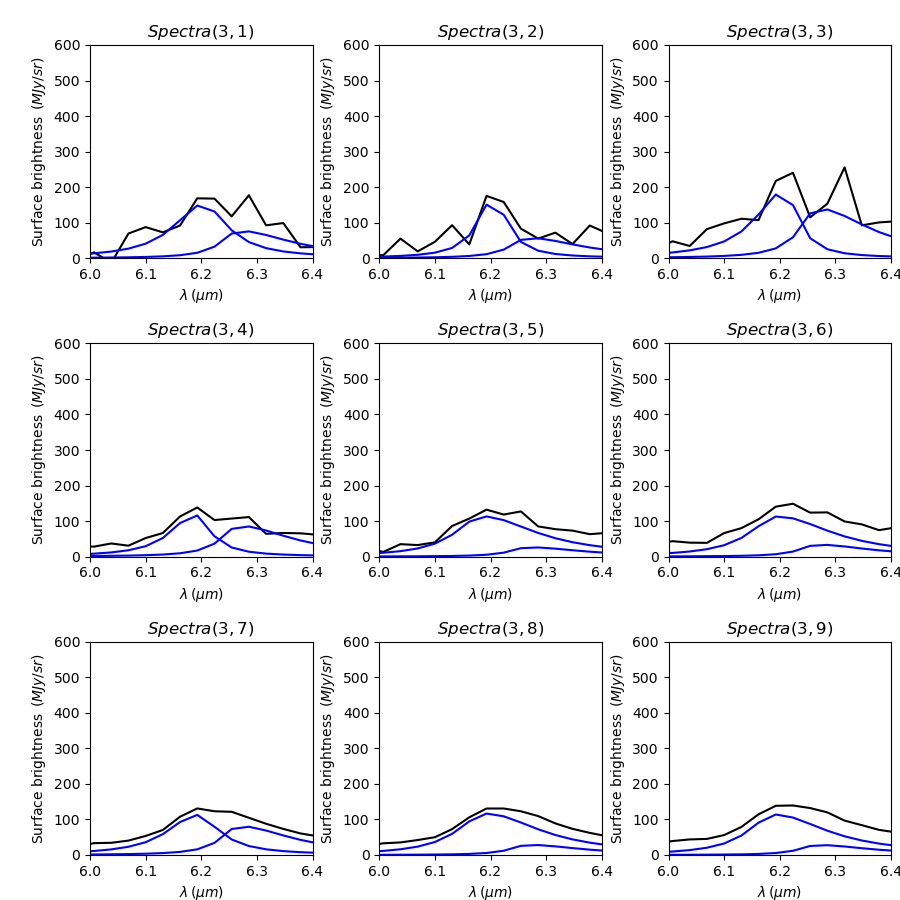 Spectra(3, 1)
Surface brightness (MJy/sr)
600
500
400
300
200
100
0
6.0 6.1 6.2 6.3 6.4
λ (μm)
Spectra(3, 2)
Surface brightness (MJy/sr)
600
500
400
300
200
100
0
6.0 6.1 6.2 6.3 6.4
λ (μm)
Spectra(3, 3)
Surface brightness (MJy/sr)
600
500
400
300
200
100
0
6.0 6.1 6.2 6.3 6.4
λ (μm)
Spectra(3, 4)
Surface brightness (MJy/sr)
600
500
400
300
200
100
0
6.0 6.1 6.2 6.3 6.4
λ (μm)
Spectra(3, 5)
Surface brightness (MJy/sr)
600
500
400
300
200
100
0
6.0 6.1 6.2 6.3 6.4
λ (μm)
Spectra(3, 6)
Surface brightness (MJy/sr)
600
500
400
300
200
100
0
6.0 6.1 6.2 6.3 6.4
λ (μm)
Spectra(3, 7)
Surface brightness (MJy/sr)
600
500
400
300
200
100
0
6.0 6.1 6.2 6.3 6.4
λ (μm)
Spectra(3, 8)
Surface brightness (MJy/sr)
600
500
400
300
200
100
0
6.0 6.1 6.2 6.3 6.4
λ (μm)
Spectra(3, 9)
Surface brightness (MJy/sr)
600
500
400
300
200
100
0
6.0 6.1 6.2 6.3 6.4
λ (μm)